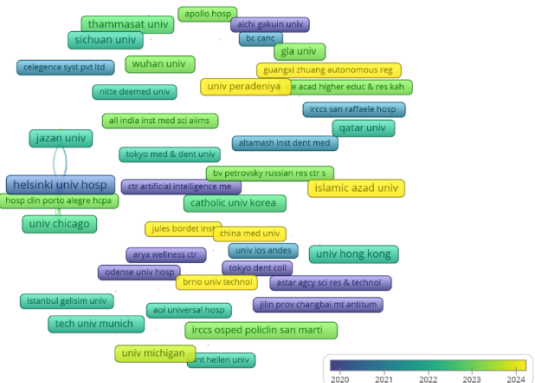 apollo hosp
thammasat univ
aichi gakuin univ
sichuan univ
bc canc
gla univ
celegence syst pvt ltd
wuhan univ
guangxi zhuang autonomous reg
nitte deemed univ
univ peradeniya
e acad higher educ & res kah
irccs san raffaele hosp
all india inst med sci aiims
qatar univ
jazan univ
altamash inst dent med
tokyo med & dent univ
bv petrovsky russian res ctr s
helsinki univ hosp
ctr artificial intelligence me
islamic azad univ
hosp clin porto alegre hcpa
catholic univ korea
univ chicago
jules bordet inst
china med univ
arya wellness ctr
univ los andes
univ hong kong
odense univ hosp
tokyo dent coll
brno univ technol
astar agcy sci res & technol
istanbul gelisim univ
aoi universal hosp
jilin prov changbai mt antitum
tech univ munich
irccs osped policlin san marti
univ michigan
int hellen univ
2020 2021 2022 2023 2024